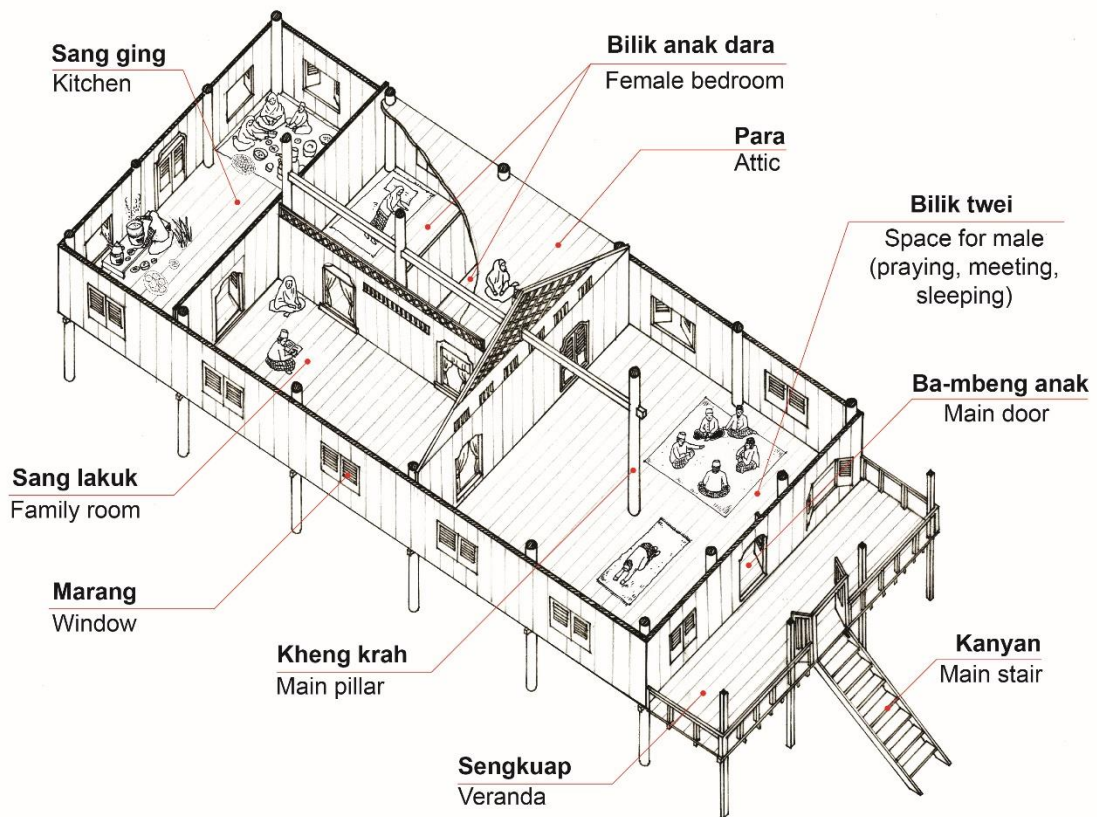 Sang ging
Kitchen
Bilik anak dara
Female bedroom
Para
Attic
Bilik twei
Space for male
(praying, meeting,
sleeping)
Ba-mbeng anak
Main door
Sang lakuk
Family room
Marang
Window
Kheng krah
Main pillar
Kanyan
Main stair
Sengkuap
Veranda